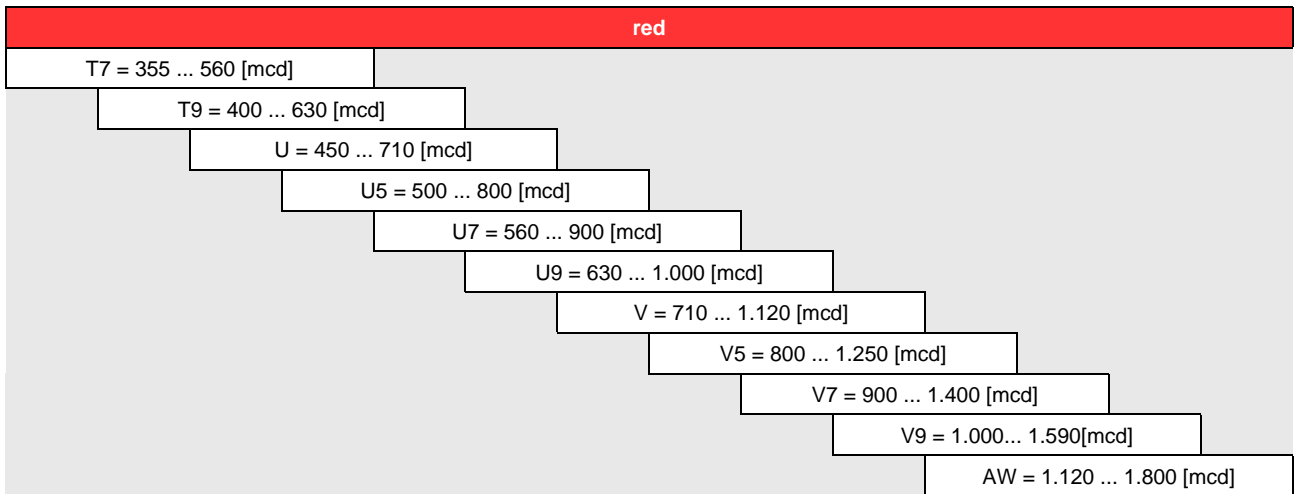 red
T7 = 355 ... 560 [mcd]
T9 = 400 ... 630 [mcd]
U = 450 ... 710 [mcd]
U5 = 500 ... 800 [mcd]
U7 = 560 ... 900 [mcd]
U9 = 630 ... 1.000 [mcd]
V = 710 ... 1.120 [mcd]
V5 = 800 ... 1.250 [mcd]
V7 = 900 ... 1.400 [mcd]
V9 = 1.000... 1.590[mcd]
AW = 1.120 ... 1.800 [mcd]